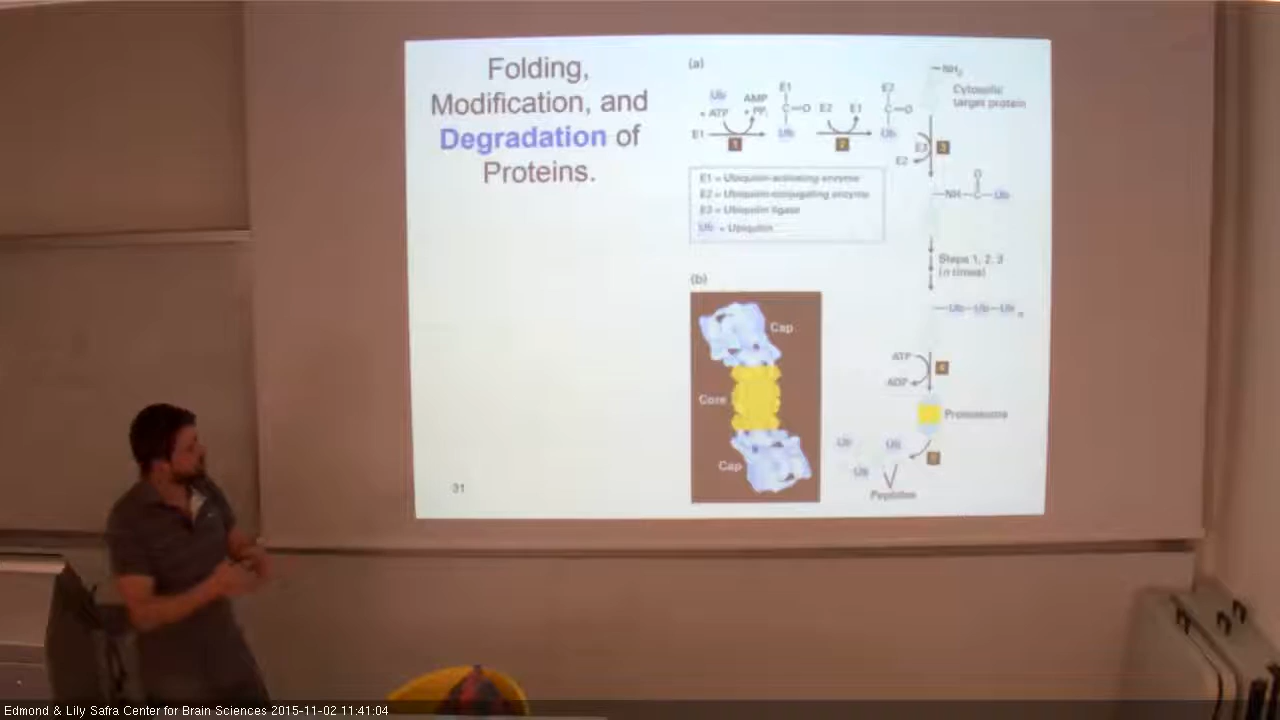 Folding,
Modification, and
Degradation of
Proteins.
31
(a)
Ub
+ ATP
AMP
+ PPi
E1
E1
C=O
Ub
1
E2
E1
2
E2
C=O
Ub
NH2
Cytosolic
target protein
E3
E2
3
O
NH—C—Ub
E1 = Ubiquitin-activating enzyme
E2 = Ubiquitin-conjugating enzyme
E3 = Ubiquitin ligase
Ub = Ubiquitin
Steps 1, 2, 3
(n times)
Ub—Ub—Ub n
ATP
ADP
4
Proteasome
5
Ub
Ub
Ub
Peptides
(b)
Cap
Core
Cap
Edmond & Lily Safra Center for Brain Sciences 2015-11-02 11:41:04